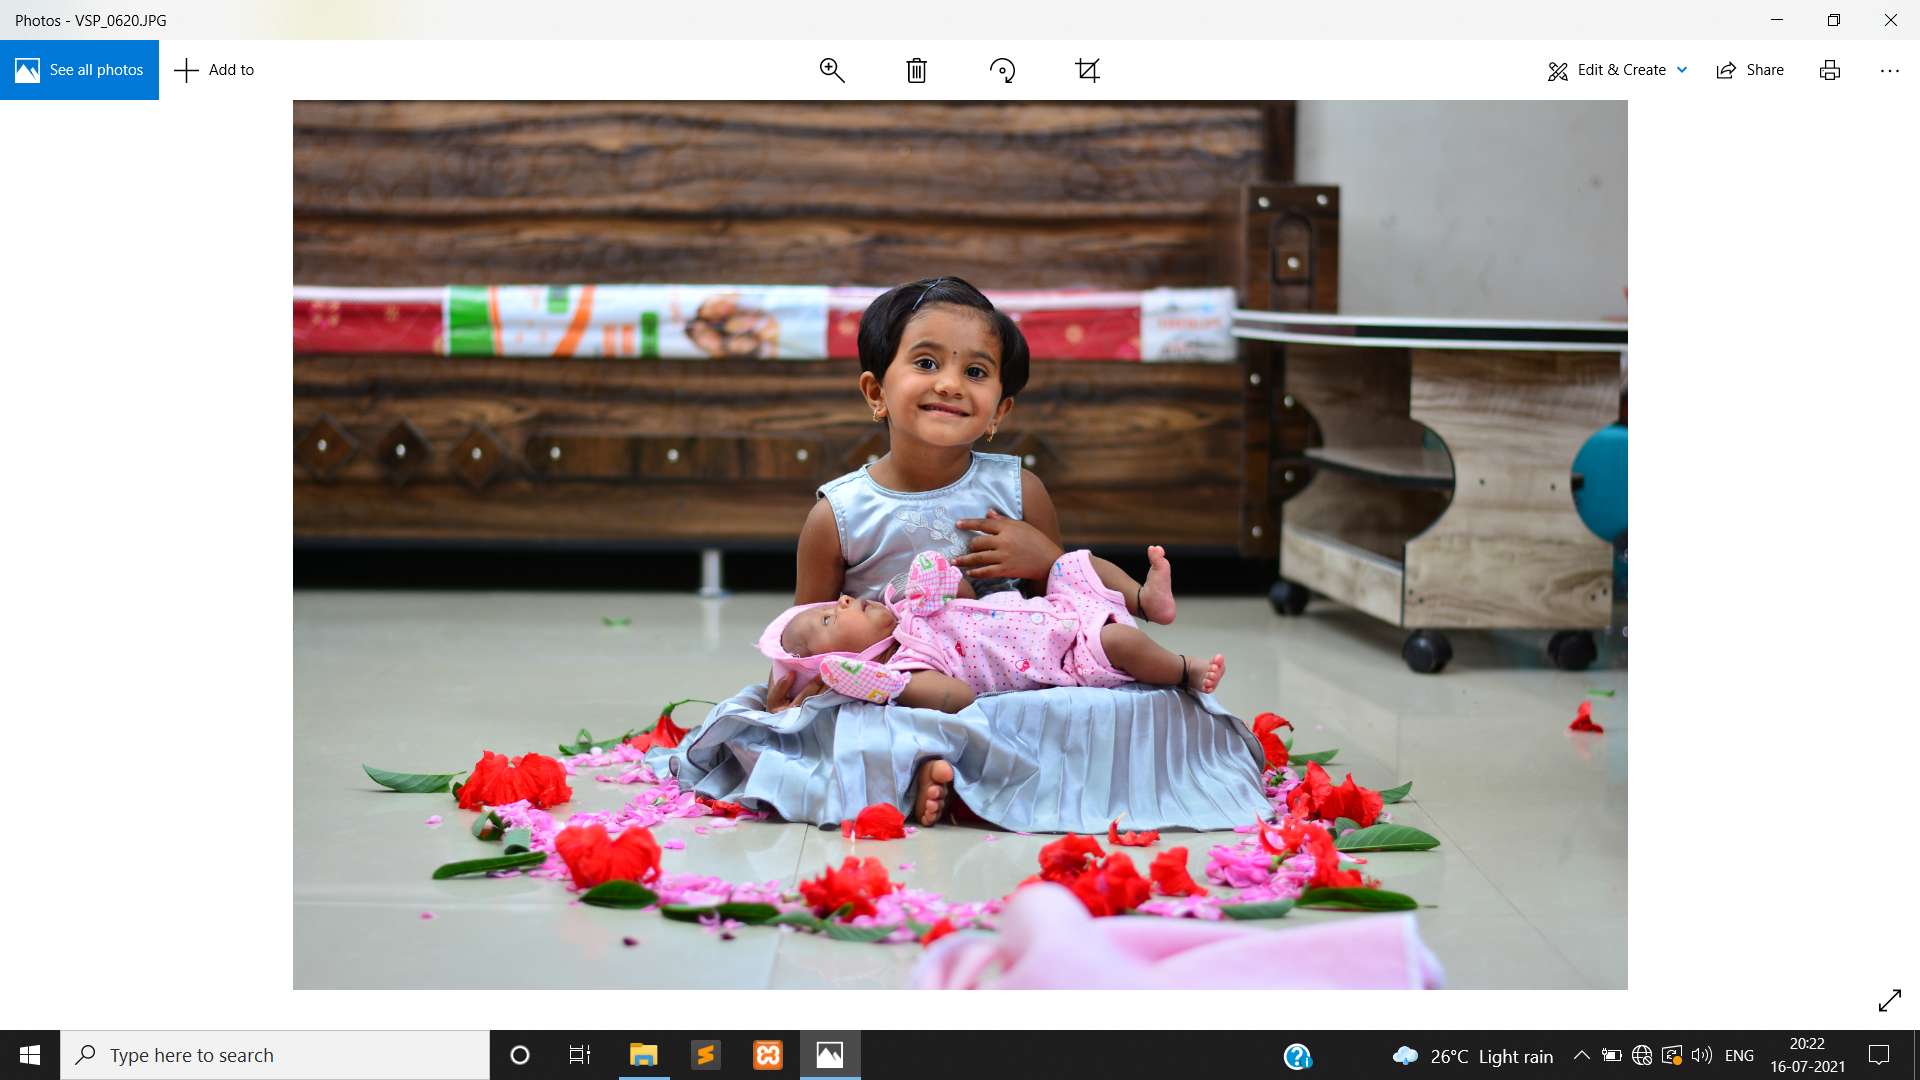 Photos - VSP_0620.JPG
See all photos
Add to
Edit & Create
Share
Type here to search
26°C Light rain
ENG
20:22
16-07-2021